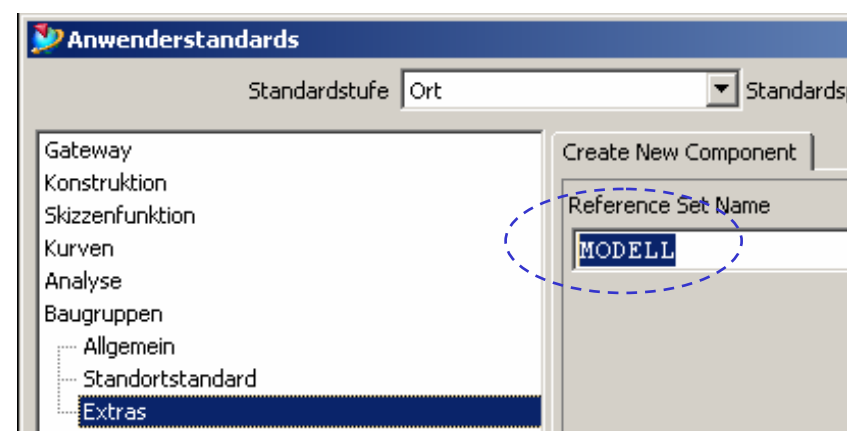 Anwenderstandards
Standardstufe Ort Standards
Gateway
Konstruktion
Skizzenfunktion
Kurven
Analyse
Baugruppen
Allgemein
Standortstandard
Extras
Create New Component
Reference Set Name
MODELL